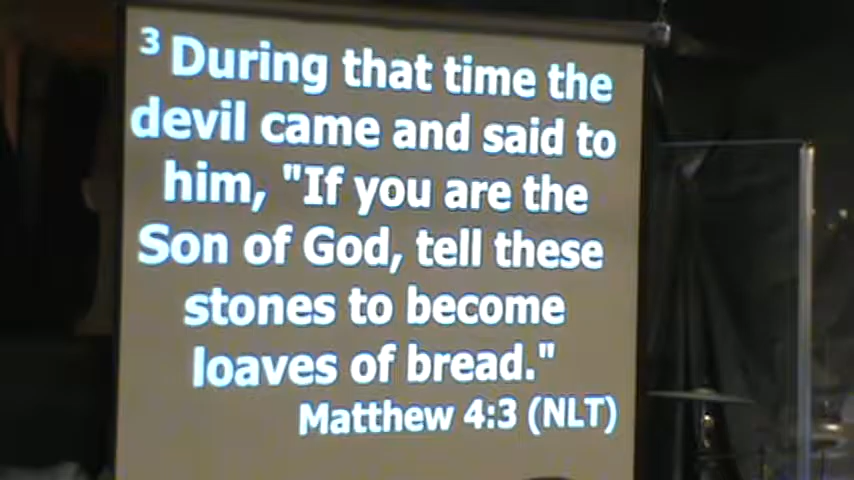 3 During that time the
devil came and said to
him, "If you are the
Son of God, tell these
stones to become
loaves of bread."
Matthew 4:3 (NLT)